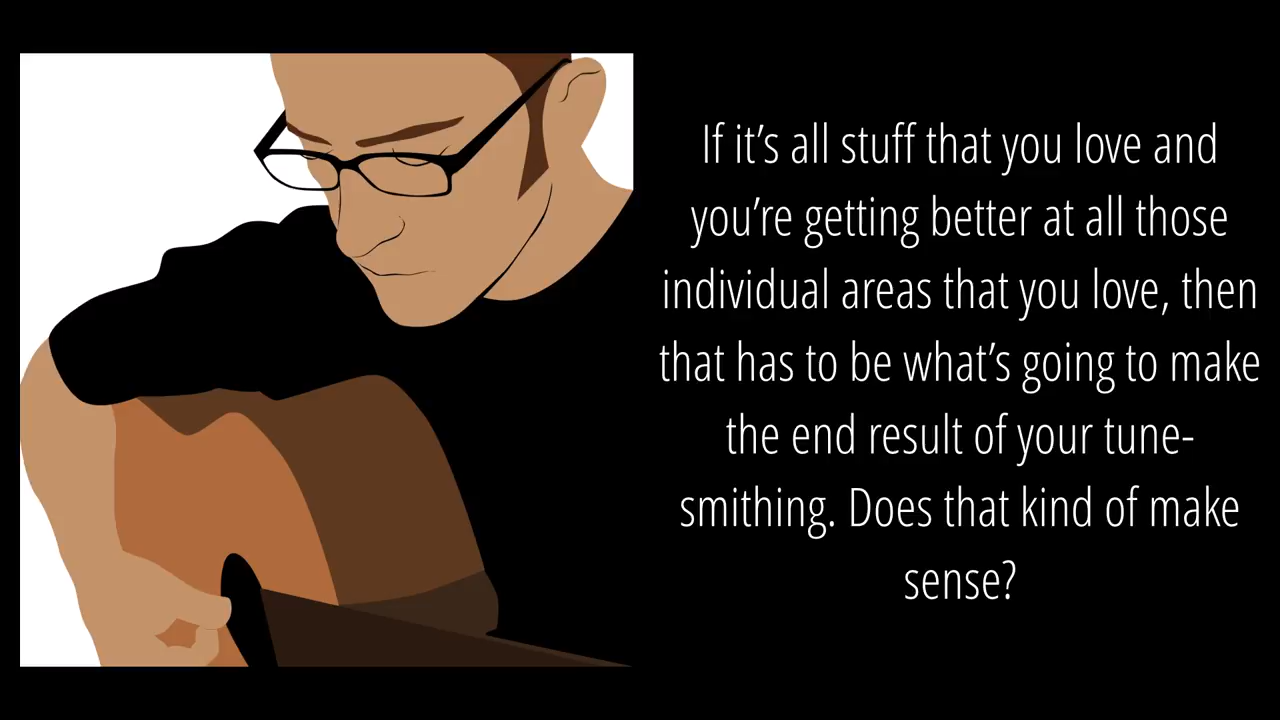 If it’s all stuff that you love and
you’re getting better at all those
individual areas that you love, then
that has to be what’s going to make
the end result of your tune-
smithing. Does that kind of make
sense?